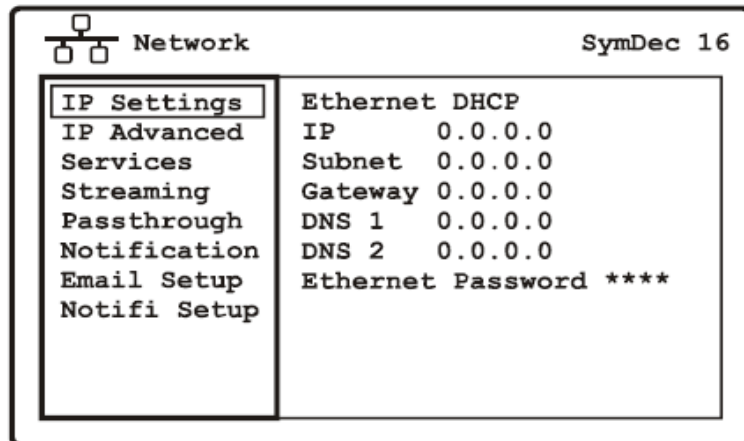 Network SymDec 16
IP Settings
IP Advanced
Services
Streaming
Passthrough
Notification
Email Setup
Notifi Setup
Ethernet DHCP
IP 0.0.0.0
Subnet 0.0.0.0
Gateway 0.0.0.0
DNS 1 0.0.0.0
DNS 2 0.0.0.0
Ethernet Password ****